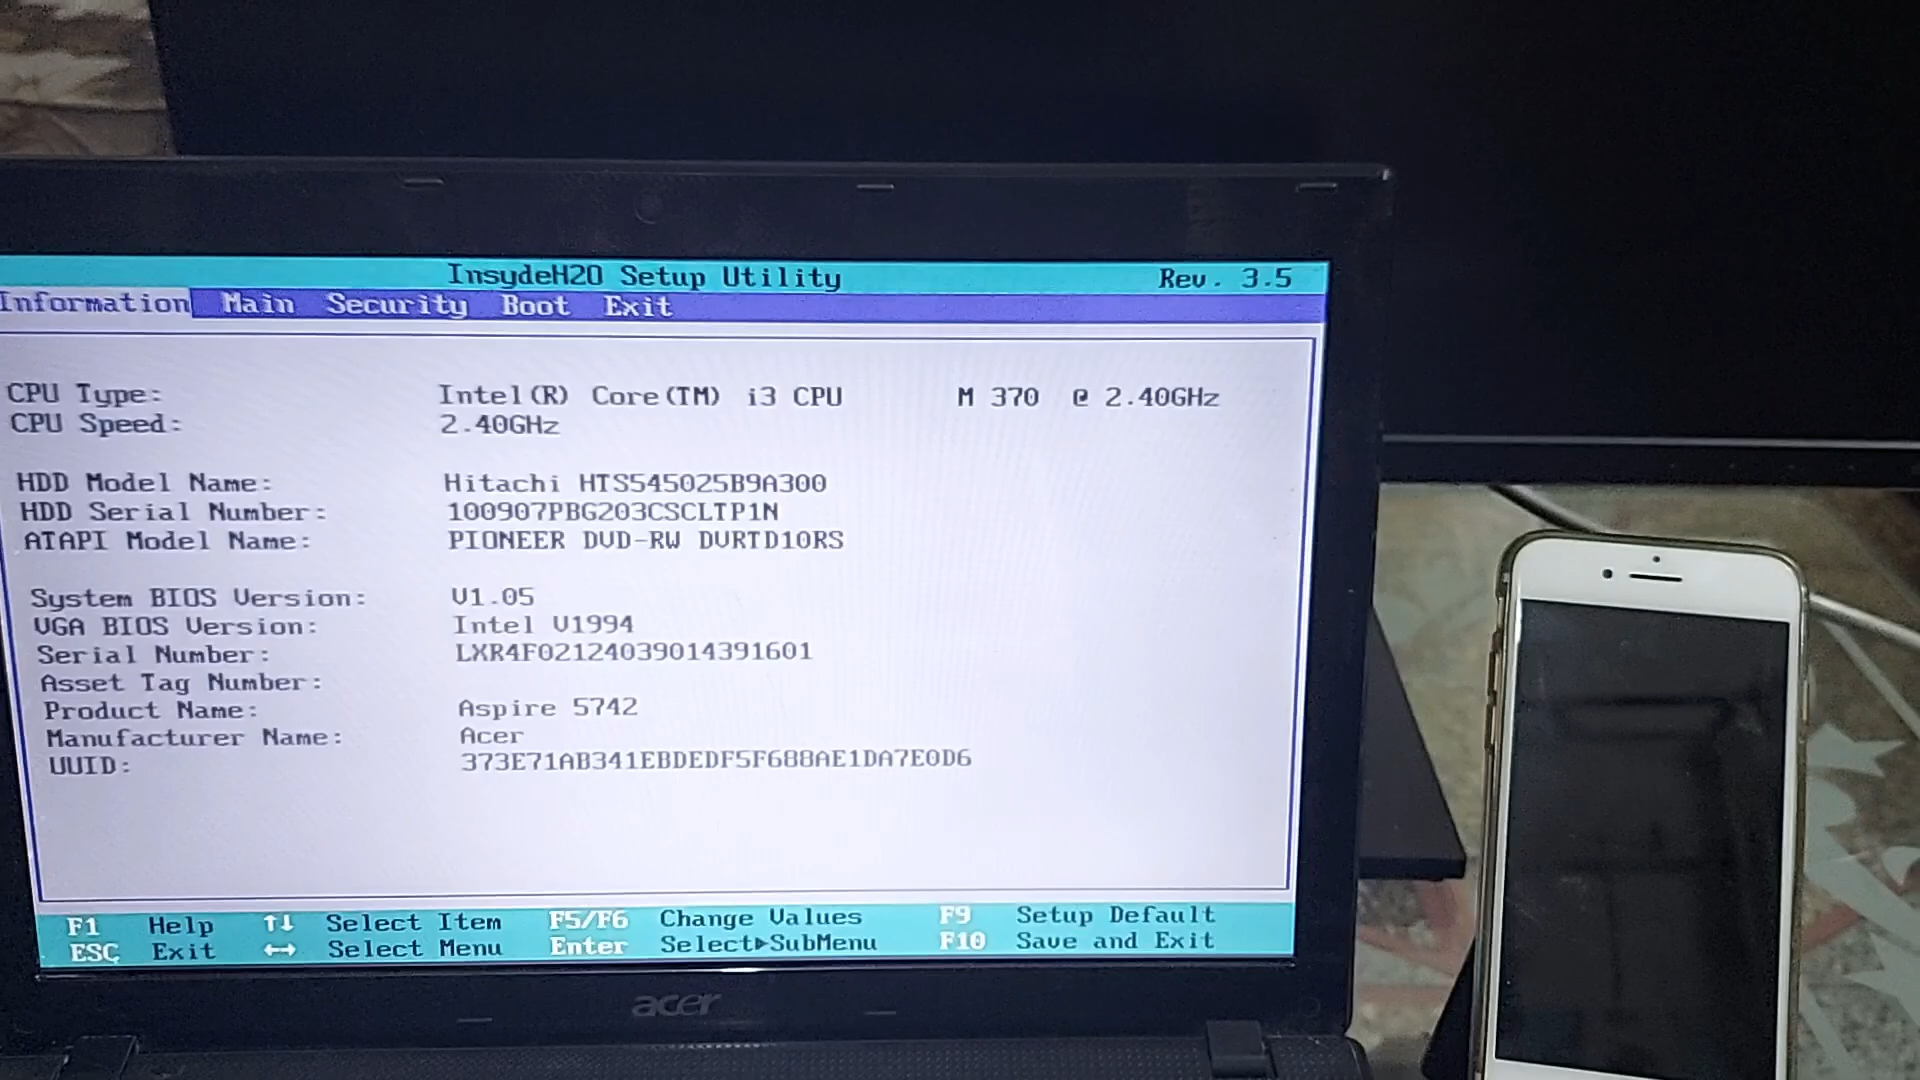 InsydeH2O Setup Utility Rev. 3.5
Information Main Security Boot Exit
CPU Type: Intel(R) Core(TM) i3 CPU M 370 @ 2.40GHz
CPU Speed: 2.40GHz
HDD Model Name: Hitachi HTS545025B9A300
HDD Serial Number: 100907PBG203CSCLTP1N
ATAPI Model Name: PIONEER DVD-RW DVRTD10RS
System BIOS Version: V1.05
VGA BIOS Version: Intel V1994
Serial Number: LXR4F02124039014391601
Asset Tag Number:
Product Name: Aspire 5742
Manufacturer Name: Acer
UUID: 373E71AB341EBDEDF5F688AE1DA7E0D6
F1 Help ↑↓ Select Item F5/F6 Change Values F9 Setup Default
ESC Exit ↔ Select Menu Enter Select▶SubMenu F10 Save and Exit
acer